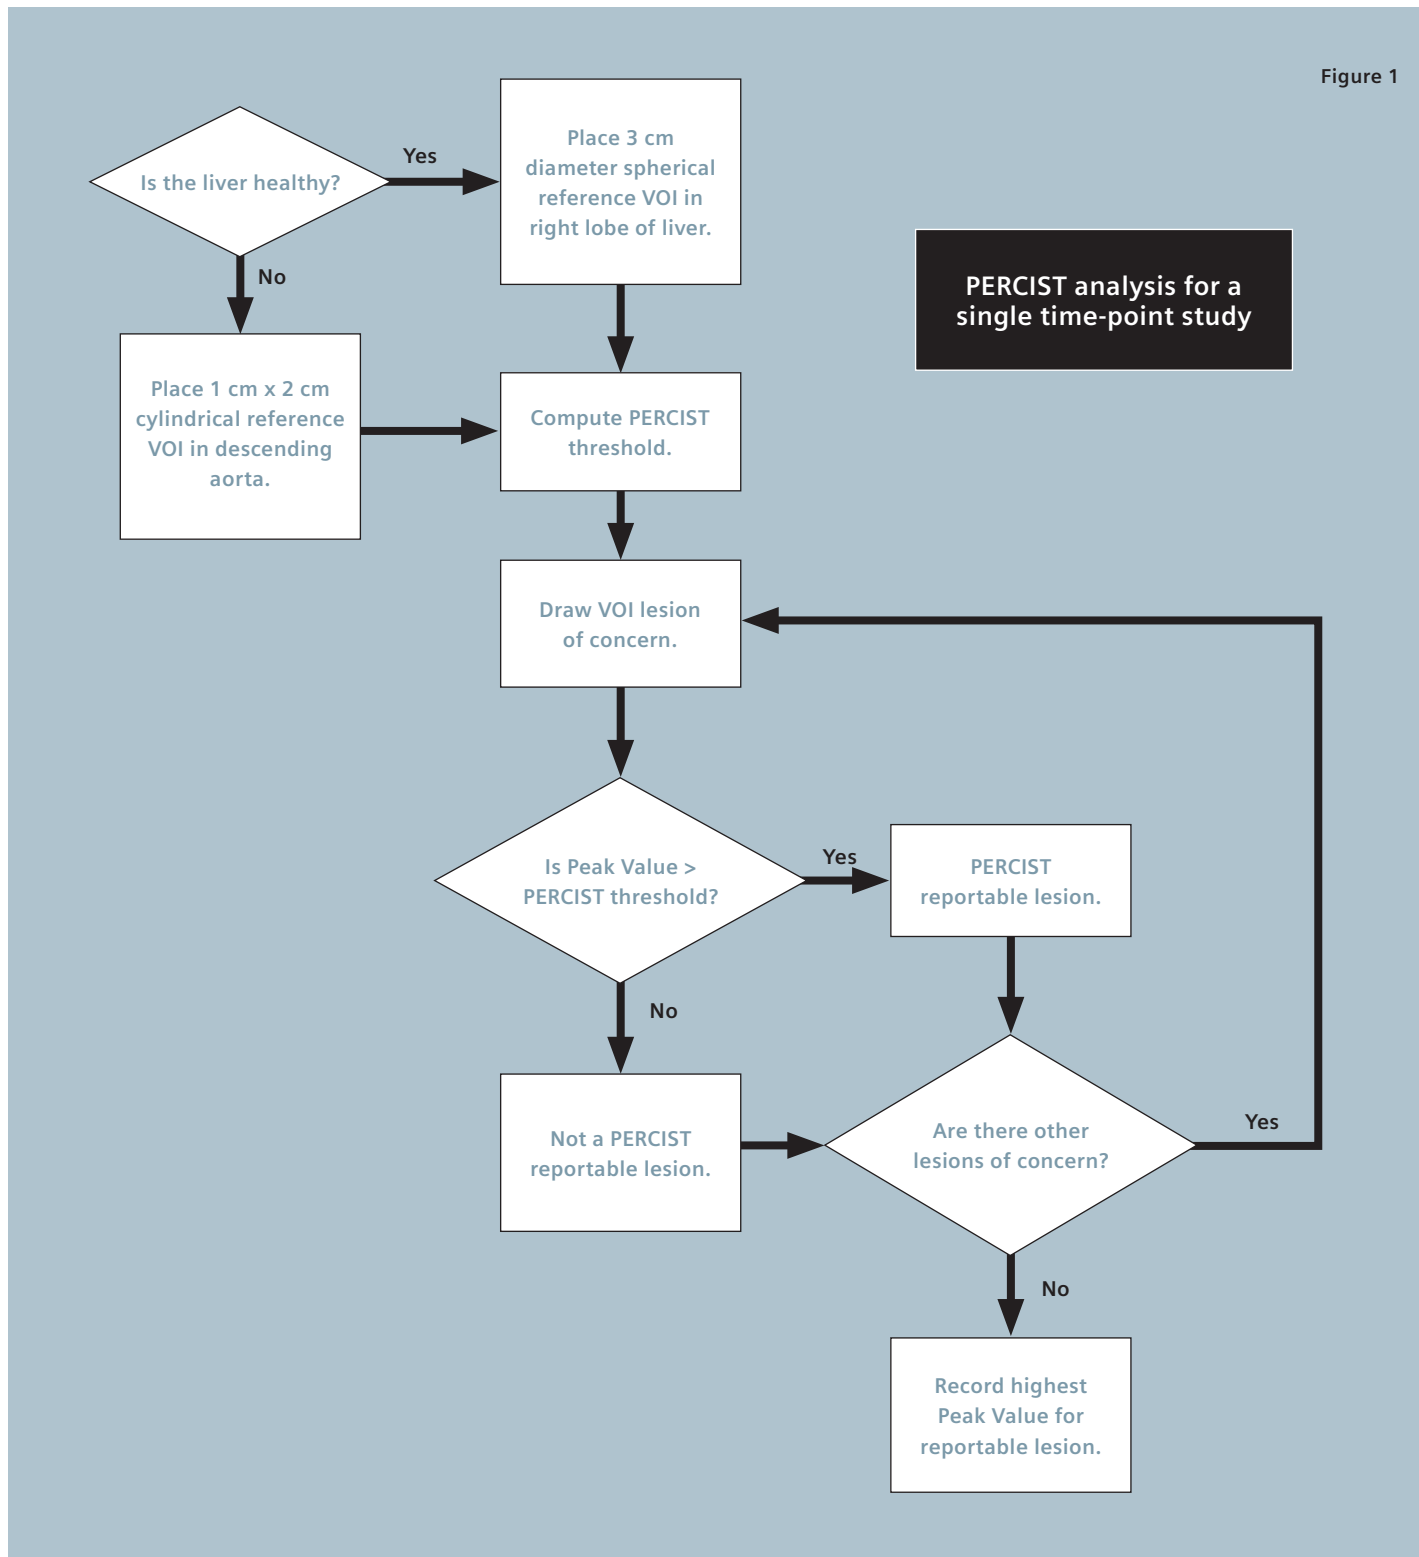 Figure 1
Is the liver healthy?
Yes
Place 3 cm
diameter spherical
reference VOI in
right lobe of liver.
No
PERCIST analysis for a
single time-point study
Place 1 cm x 2 cm
cylindrical reference
VOI in descending
aorta.
Compute PERCIST
threshold.
Draw VOI lesion
of concern.
Is Peak Value >
PERCIST threshold?
Yes
PERCIST
reportable lesion.
No
Not a PERCIST
reportable lesion.
Are there other
lesions of concern?
Yes
No
Record highest
Peak Value for
reportable lesion.